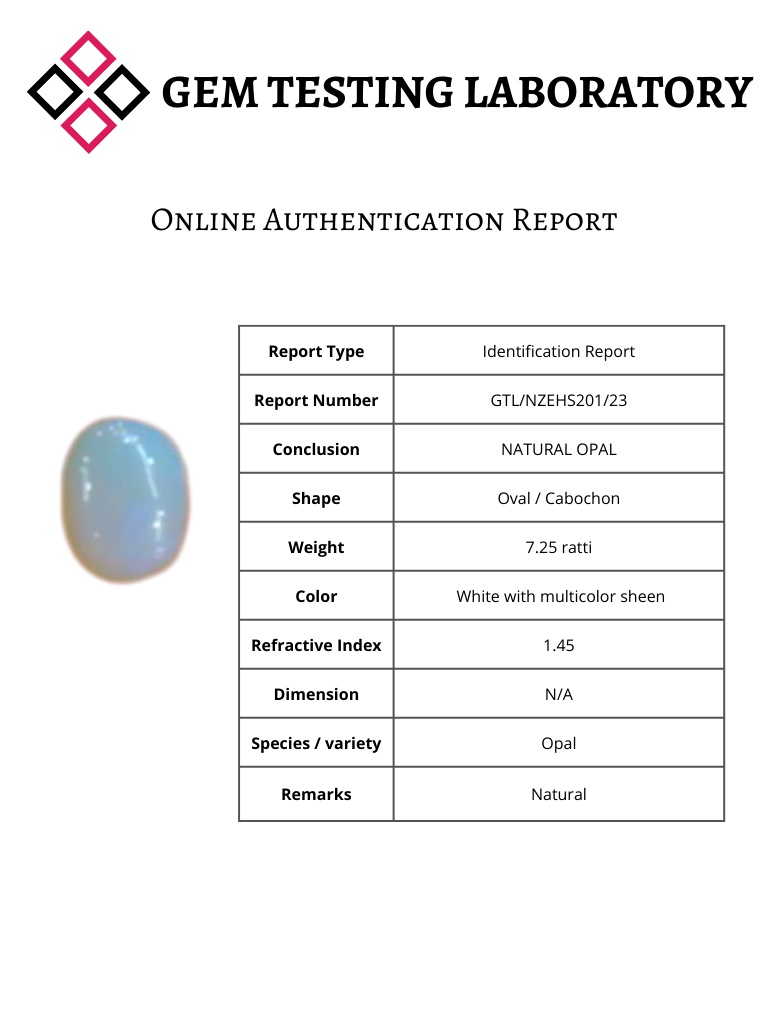 GEM TESTING LABORATORY
Online Authentication Report
Report Type Identification Report
Report Number GTL/NZEHS201/23
Conclusion NATURAL OPAL
Shape Oval / Cabochon
Weight 7.25 ratti
Color White with multicolor sheen
Refractive Index 1.45
Dimension N/A
Species / variety Opal
Remarks Natural